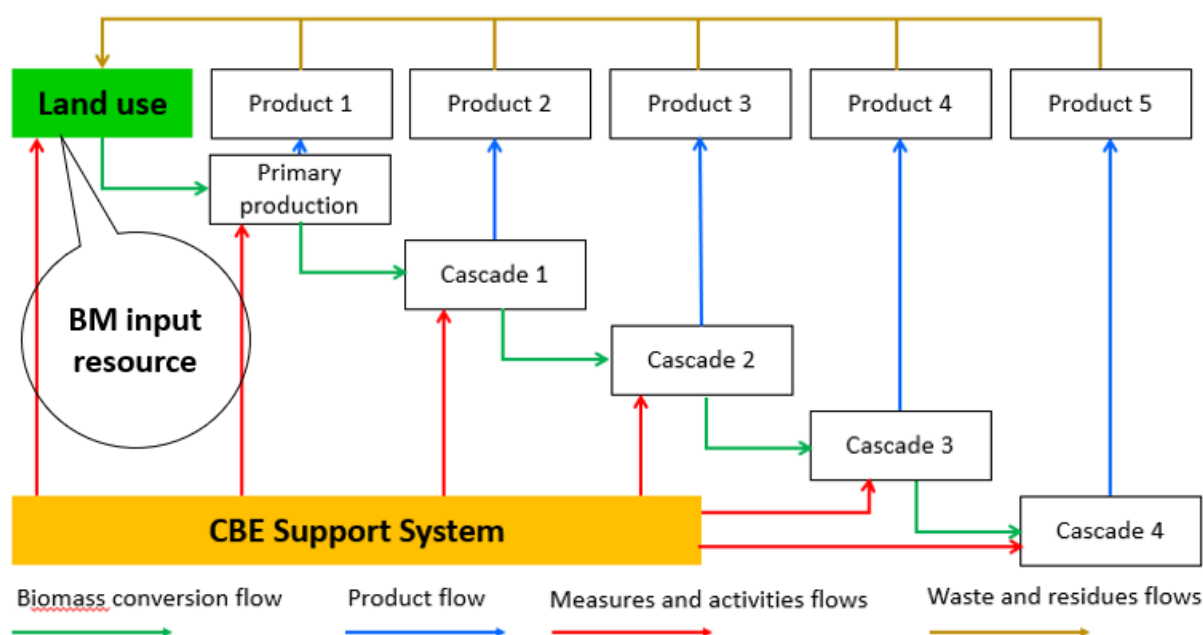 Land use
Product 1
Product 2
Product 3
Product 4
Product 5
Primary
production
Cascade 1
BM input
resource
Cascade 2
Cascade 3
CBE Support System
Cascade 4
Biomass conversion flow
Product flow
Measures and activities flows
Waste and residues flows